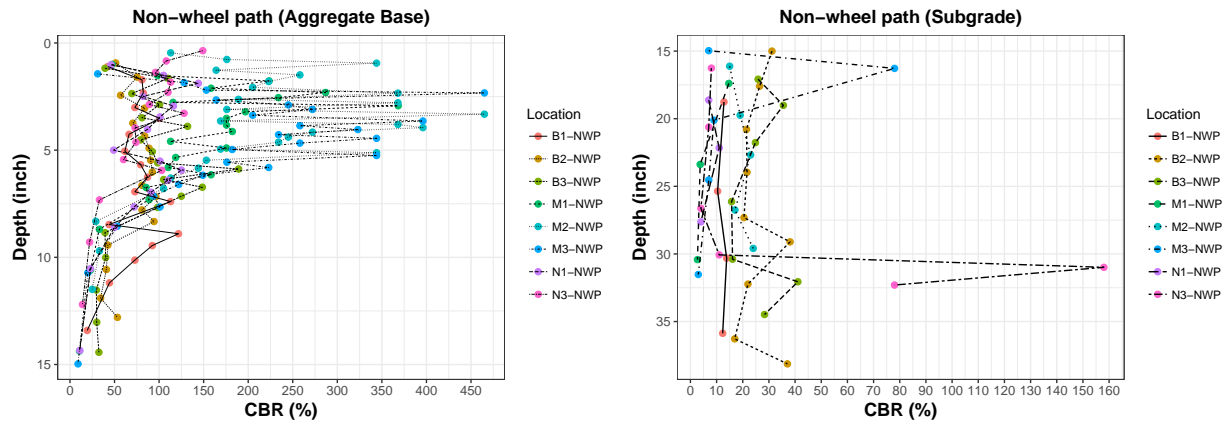 Non-wheel path (Aggregate Base)
Depth (inch)
0
5
10
15
0 50 100 150 200 250 300 350 400 450
CBR (%)
Location
B1-NWP
B2-NWP
B3-NWP
M1-NWP
M2-NWP
M3-NWP
N1-NWP
N3-NWP
Non-wheel path (Subgrade)
Depth (inch)
15
20
25
30
35
0 10 20 30 40 50 60 70 80 90 100 110 120 130 140 150 160
CBR (%)
Location
B1-NWP
B2-NWP
B3-NWP
M1-NWP
M2-NWP
M3-NWP
N1-NWP
N3-NWP